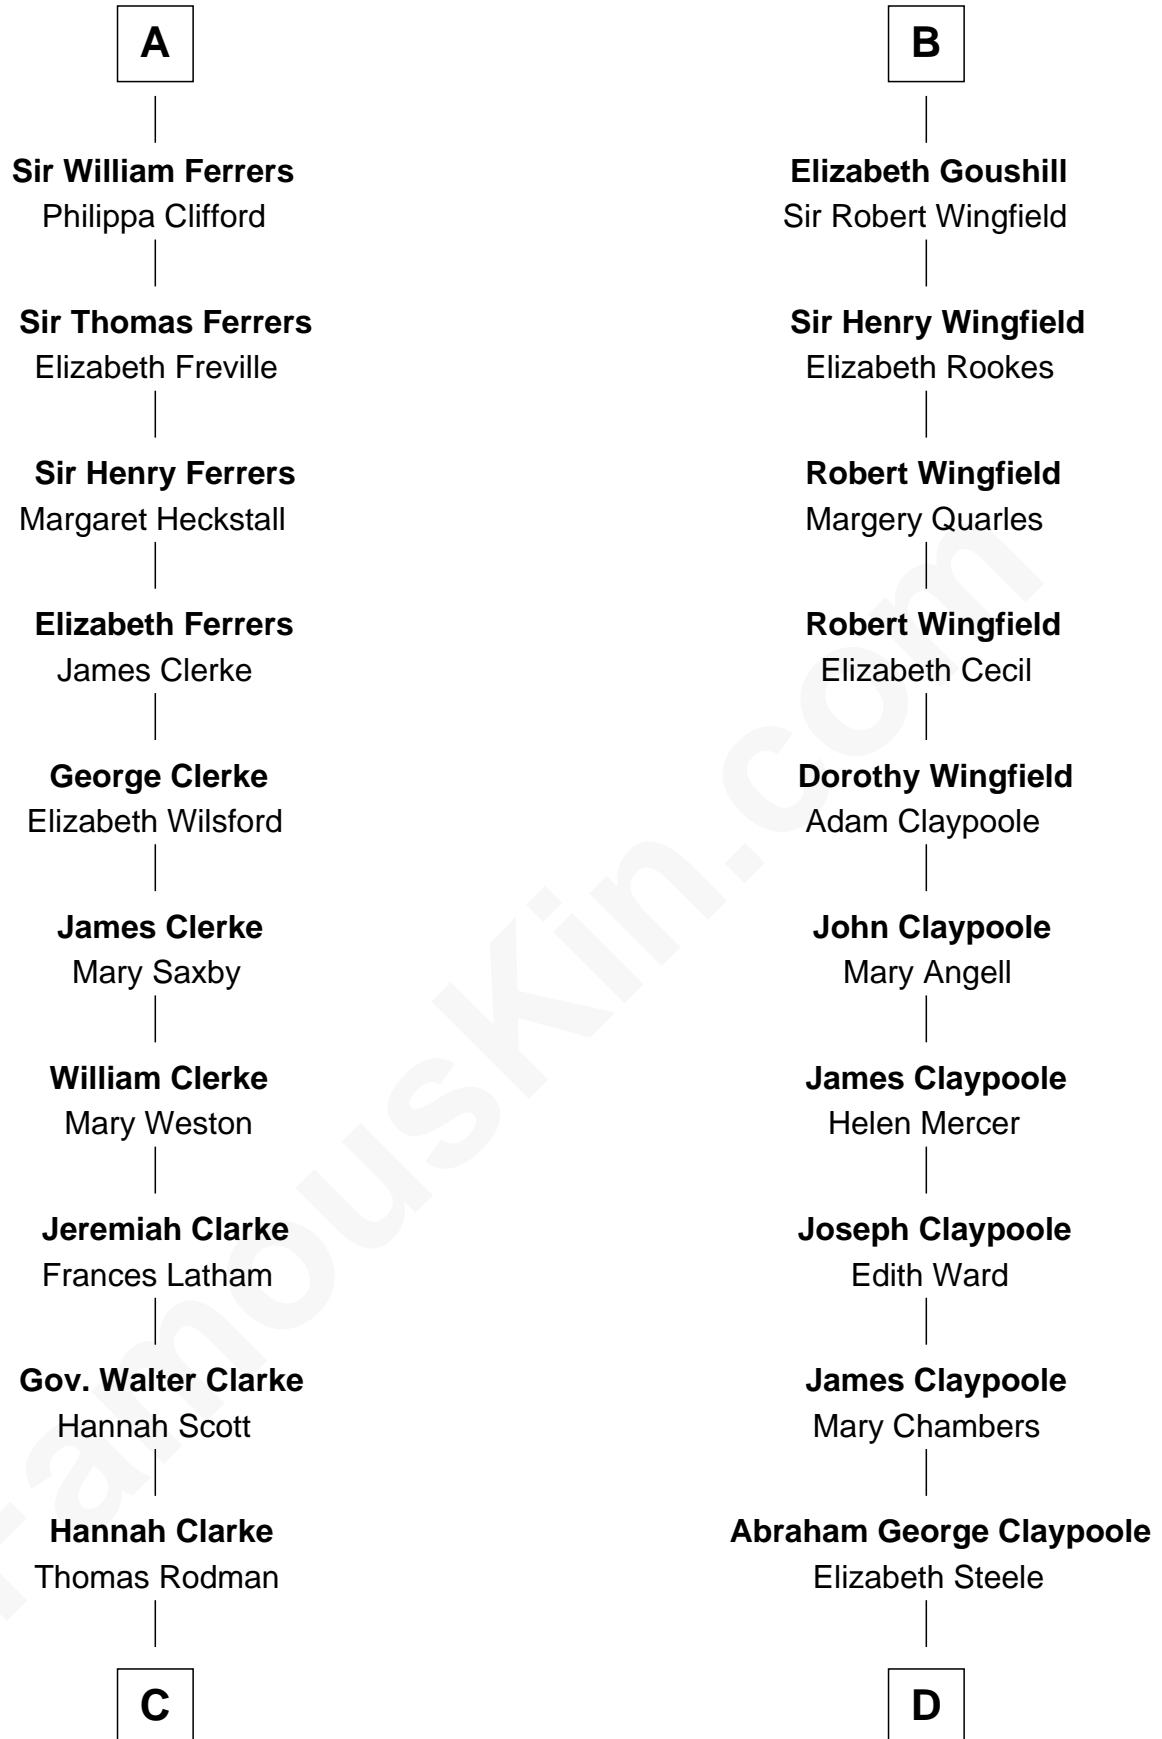 A
Sir William Ferrers
Philippa Clifford
Sir Thomas Ferrers
Elizabeth Freville
Sir Henry Ferrers
Margaret Heckstall
Elizabeth Ferrers
James Clerke
George Clerke
Elizabeth Wilsford
James Clerke
Mary Saxby
William Clerke
Mary Weston
Jeremiah Clarke
Frances Latham
Gov. Walter Clarke
Hannah Scott
Hannah Clarke
Thomas Rodman
C
B
Elizabeth Goushill
Sir Robert Wingfield
Sir Henry Wingfield
Elizabeth Rookes
Robert Wingfield
Margery Quarles
Robert Wingfield
Elizabeth Cecil
Dorothy Wingfield
Adam Claypoole
John Claypoole
Mary Angell
James Claypoole
Helen Mercer
Joseph Claypoole
Edith Ward
James Claypoole
Mary Chambers
Abraham George Claypoole
Elizabeth Steele
D
FamousKin.com